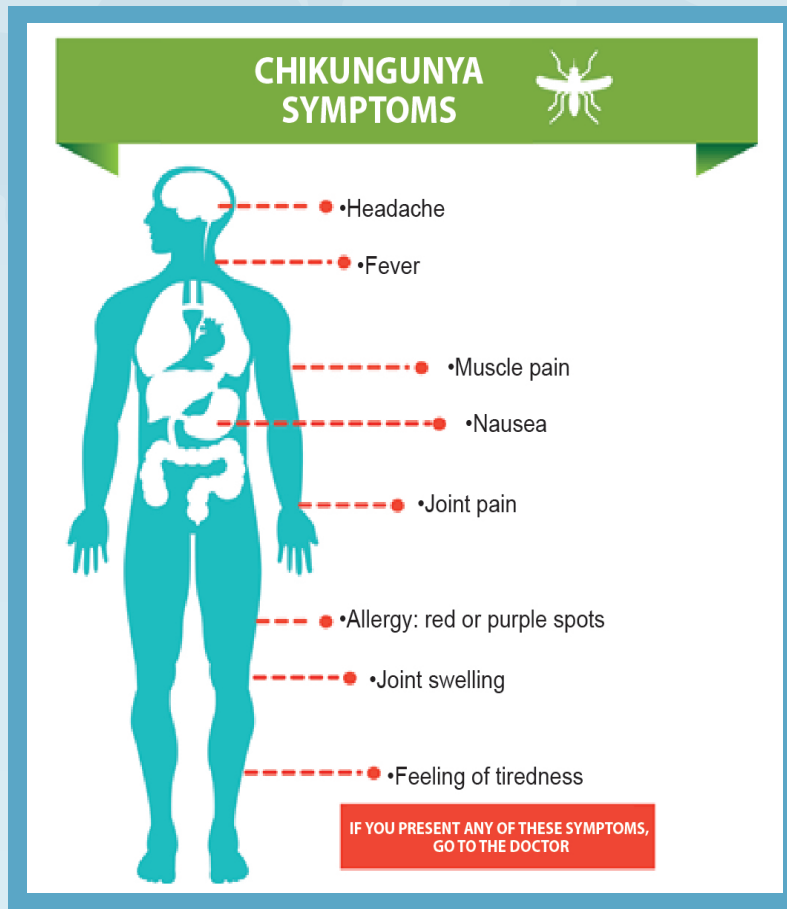 CHIKUNGUNYA
SYMPTOMS
•Headache
•Fever
•Muscle pain
•Nausea
•Joint pain
•Allergy: red or purple spots
•Joint swelling
•Feeling of tiredness
IF YOU PRESENT ANY OF THESE SYMPTOMS,
GO TO THE DOCTOR